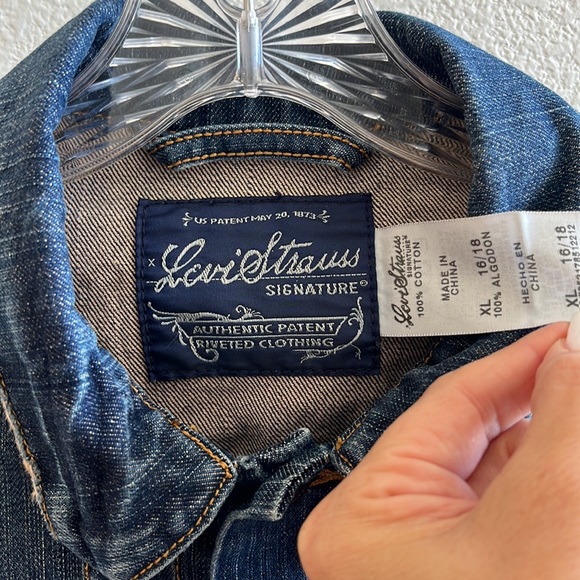 US PATENT MAY 20, 1873
x Levi Strauss
SIGNATURE®
AUTHENTIC PATENT
RIVETED CLOTHING
Levi Strauss
SIGNATURE
100% COTTON
MADE IN
CHINA
XL 16/18
100% ALGODON
HECHO EN
CHINA
XL 16/18